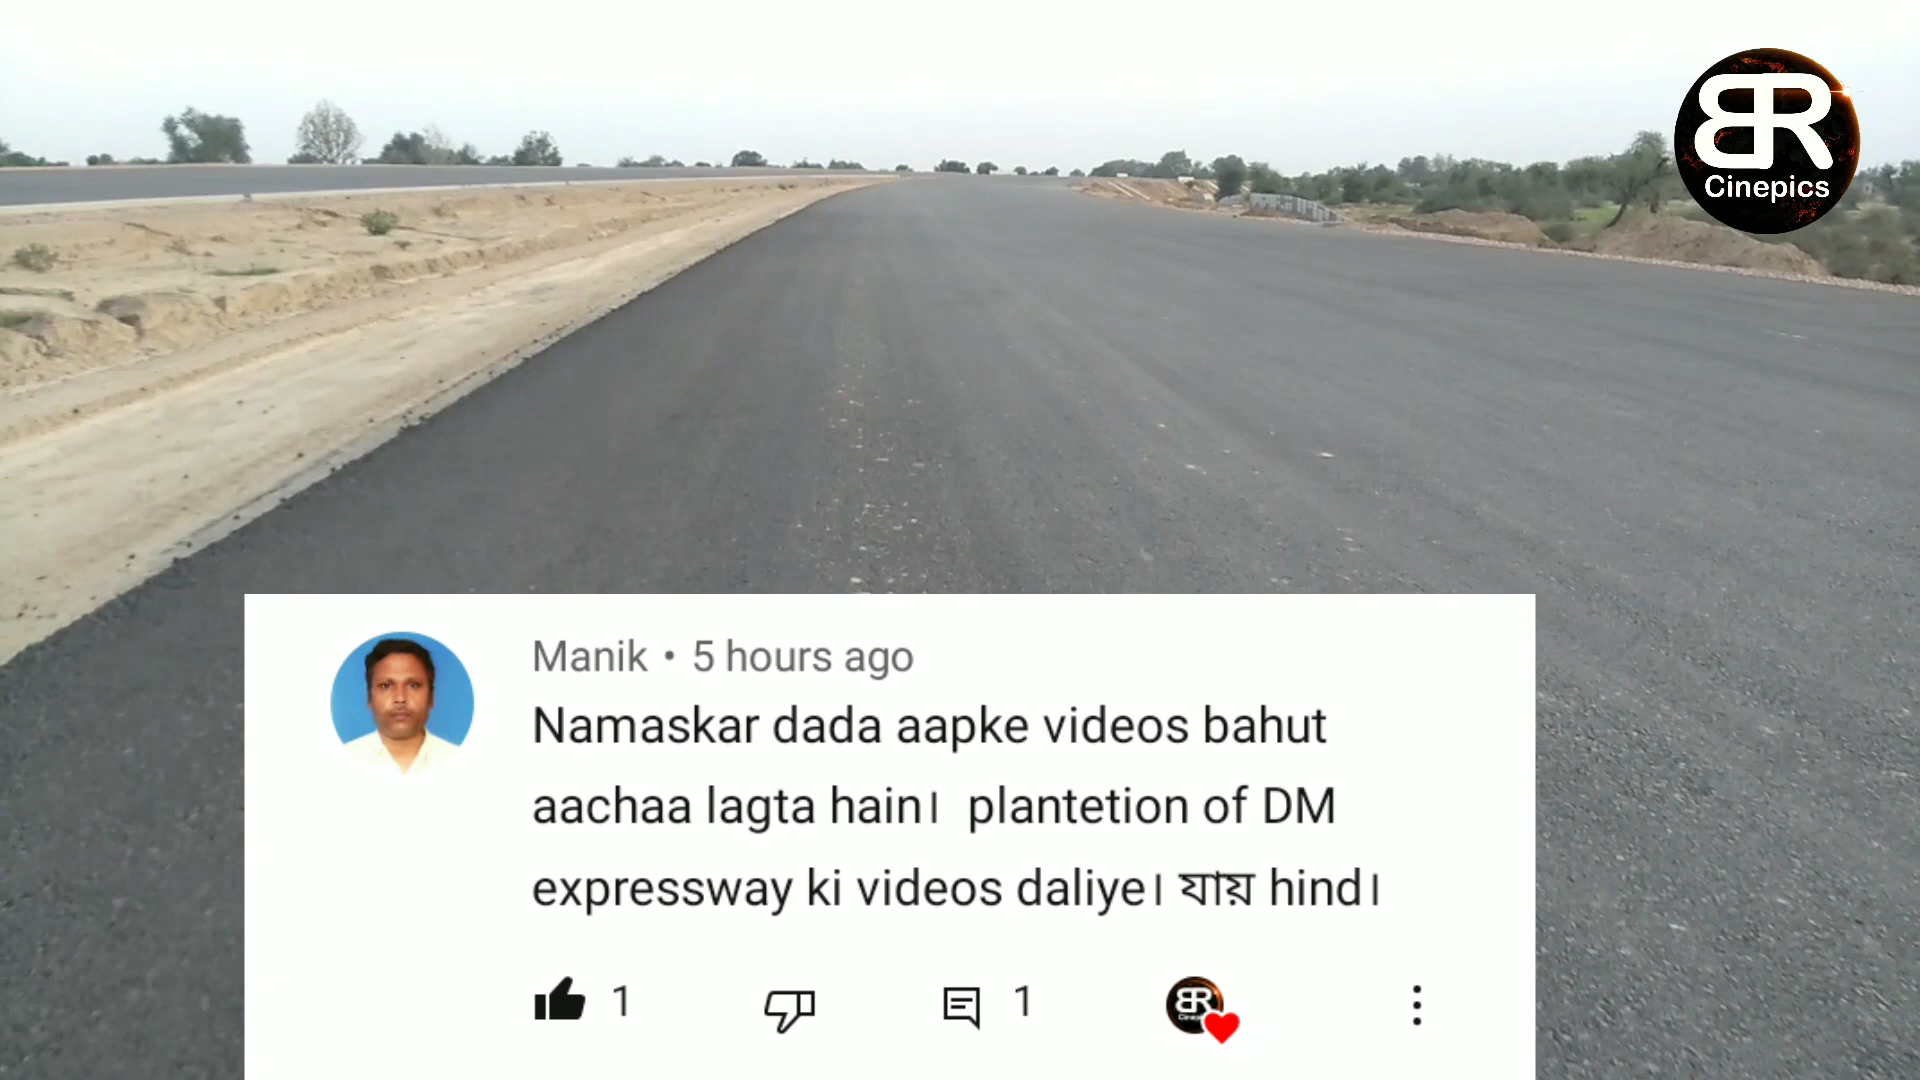 BR
Cinepics
Manik • 5 hours ago
Namaskar dada aapke videos bahut
aachaa lagta hain। plantetion of DM
expressway ki videos daliye। যায় hind।
1
1